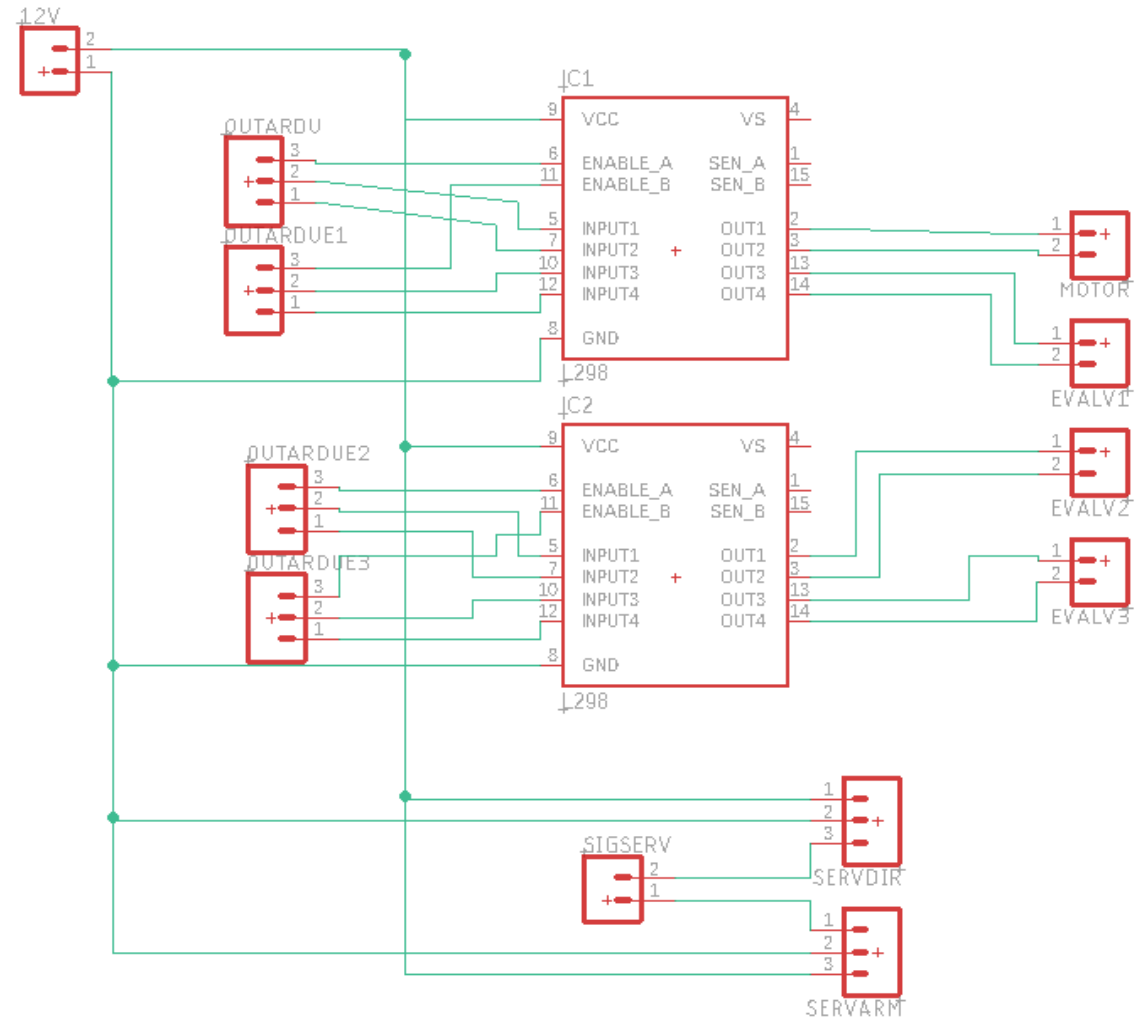 12V
2
1
OUTARDU
3
2
1
OUTARDUE1
3
2
1
IC1
9 VCC VS 4
6 ENABLE_A SEN_A 1
11 ENABLE_B SEN_B 15
5 INPUT1 OUT1 2
7 INPUT2 OUT2 3
10 INPUT3 OUT3 13
12 INPUT4 OUT4 14
8 GND
L298
1
2
MOTOR
1
2
EVALV1
OUTARDUE2
3
2
1
OUTARDUE3
3
2
1
IC2
9 VCC VS 4
6 ENABLE_A SEN_A 1
11 ENABLE_B SEN_B 15
5 INPUT1 OUT1 2
7 INPUT2 OUT2 3
10 INPUT3 OUT3 13
12 INPUT4 OUT4 14
8 GND
L298
1
2
EVALV2
1
2
EVALV3
SIGSERV
2
1
1
2
3
SERVDIR
1
2
3
SERVARM